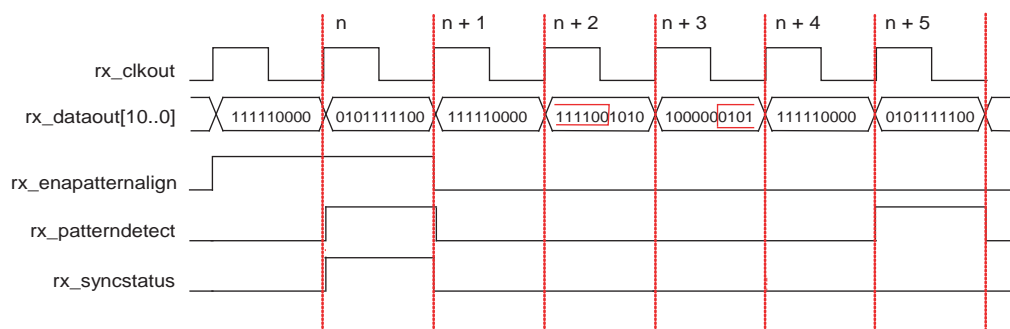 n n + 1 n + 2 n + 3 n + 4 n + 5
rx_clkout
rx_dataout[10..0] 111110000 0101111100 111110000 1111001010 1000000101 111110000 0101111100
rx_enapatternalign
rx_patterndetect
rx_syncstatus